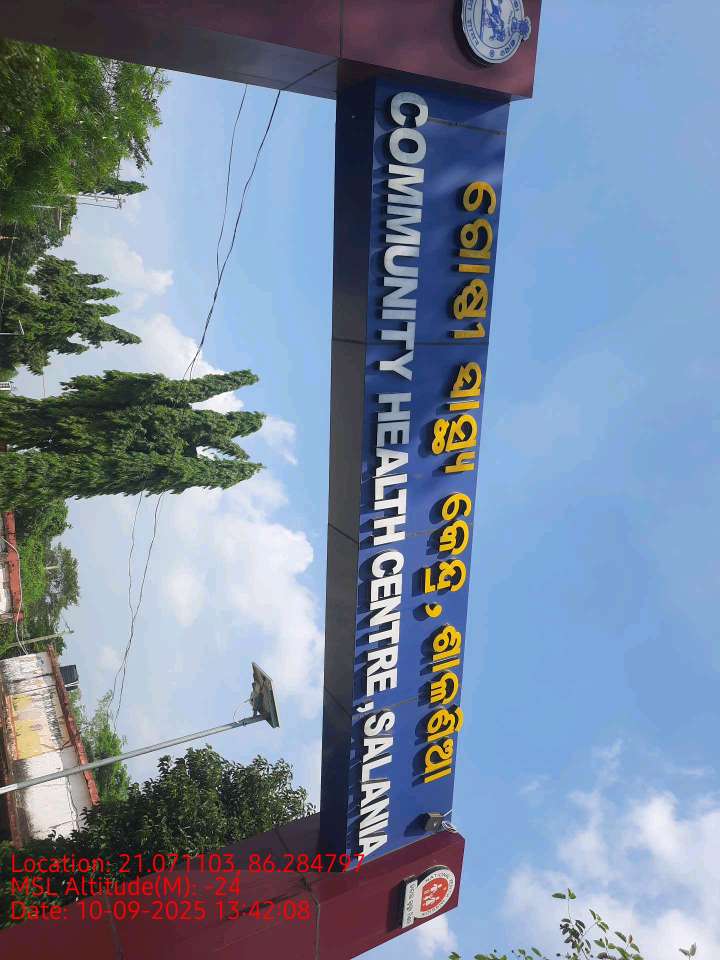 ଗୋଷ୍ଠୀ ସ୍ୱାସ୍ଥ୍ୟ କେନ୍ଦ୍ର, ଶାଳଣିଆ
COMMUNITY HEALTH CENTRE, SALANIA
Location: 21.071103, 86.284797
MSL Altitude(M): -24
Date: 10-09-2025 13:42:08